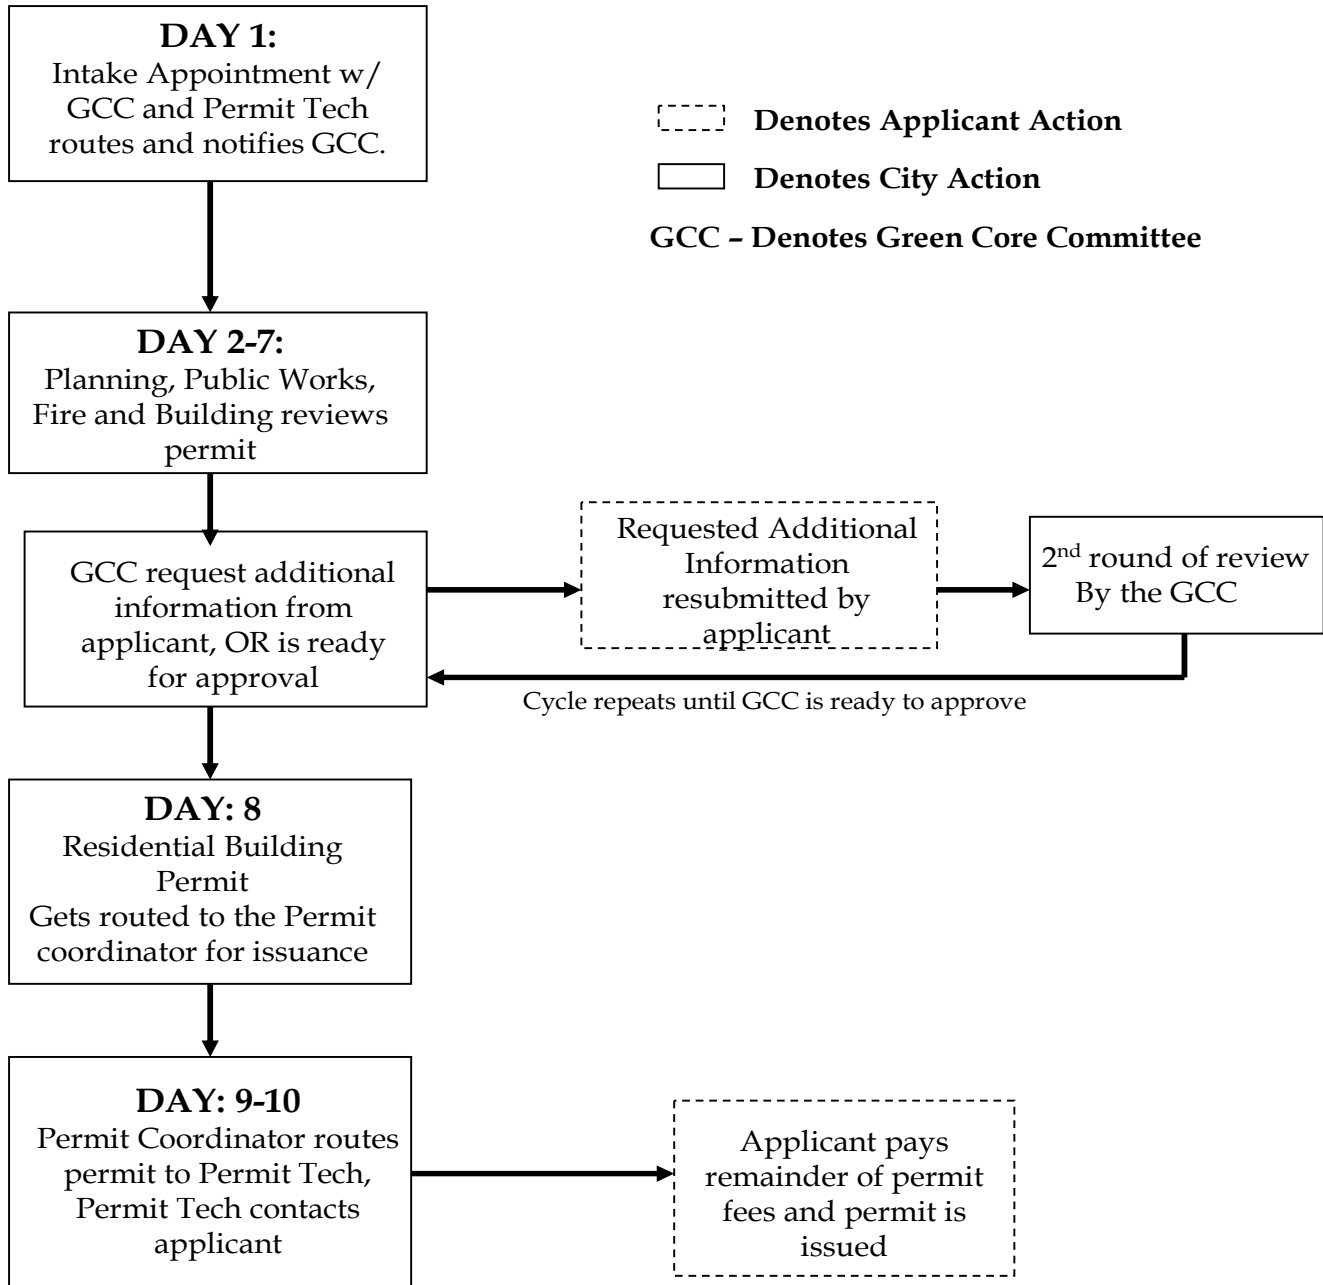 DAY 1:
Intake Appointment w/
GCC and Permit Tech
routes and notifies GCC.
Denotes Applicant Action
Denotes City Action
GCC – Denotes Green Core Committee
DAY 2-7:
Planning, Public Works,
Fire and Building reviews
permit
GCC request additional
information from
applicant, OR is ready
for approval
Requested Additional
Information
resubmitted by
applicant
2nd round of review
By the GCC
Cycle repeats until GCC is ready to approve
DAY: 8
Residential Building
Permit
Gets routed to the Permit
coordinator for issuance
DAY: 9-10
Permit Coordinator routes
permit to Permit Tech,
Permit Tech contacts
applicant
Applicant pays
remainder of permit
fees and permit is
issued